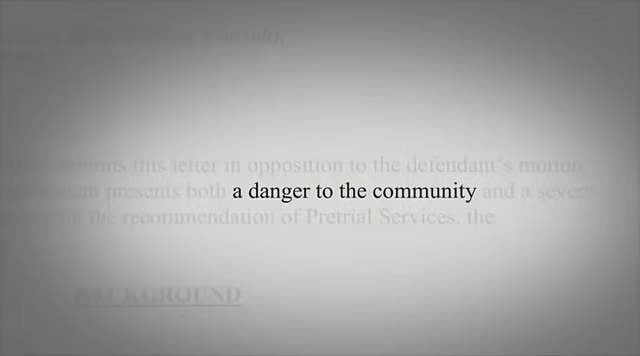 submits this letter in opposition to the defendant's motion
presents both a danger to the community and a severe
the recommendation of Pretrial Services, the
BACKGROUND